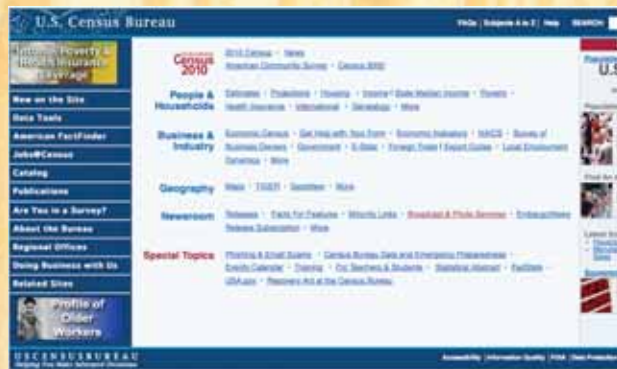 U.S. Census Bureau
FAQs | Subjects A to Z | Help SEARCH:
Income, Poverty &
Health Insurance
Coverage
New on the Site
Data Tools
American FactFinder
Jobs@Census
Catalog
Publications
Are You in a Survey?
About the Bureau
Regional Offices
Doing Business with Us
Related Sites
Profile of
Older
Workers
Census
2010
2010 Census · News
American Community Survey · Census 2000
People &
Households
Estimates · Projections · Housing · Income | State Median Income · Poverty ·
Health Insurance · International · Genealogy · More
Business &
Industry
Economic Census · Get Help with Your Form · Economic Indicators · NAICS · Survey of
Business Owners · Government · E-Stats · Foreign Trade | Export Codes · Local Employment
Dynamics · More
Geography
Maps · TIGER · Gazetteer · More
Newsroom
Releases · Facts For Features · Minority Links · Broadcast & Photo Services · Embargo/News
Release Subscription · More
Special Topics
Phishing & Email Scams · Census Bureau Data and Emergency Preparedness ·
Events Calendar · Training · For Teachers & Students · Statistical Abstract · FedStats ·
USA.gov · Recovery Act at the Census Bureau
U.S.
USCENSUSBUREAU
Helping You Make Informed Decisions
Accessibility | Information Quality | FOIA | Data Protection